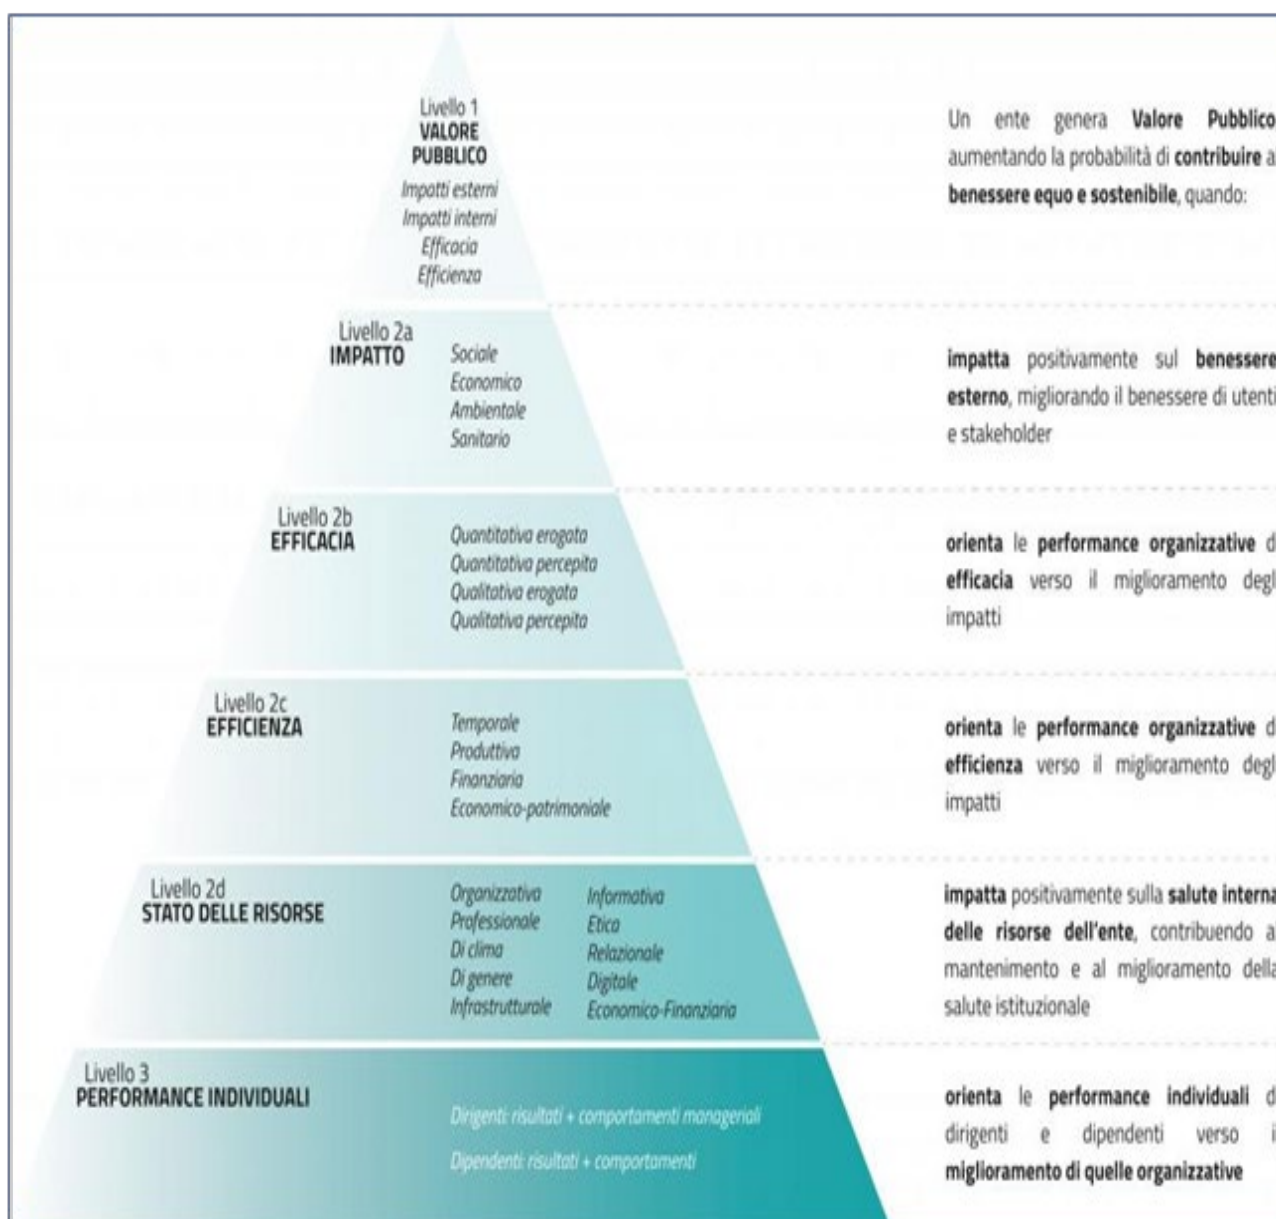 Livello 1
VALORE
PUBBLICO
Impatti esterni
Impatti interni
Efficacia
Efficienza
Un ente genera Valore Pubblico
aumentando la probabilità di contribuire a
benessere equo e sostenibile, quando:
Livello 2a
IMPATTO
Sociale
Economico
Ambientale
Sanitario
impatta positivamente sul benessere
esterno, migliorando il benessere di utenti
e stakeholder
Livello 2b
EFFICACIA
Quantitativa erogata
Quantitativa percepita
Qualitativa erogata
Qualitativa percepita
orienta le performance organizzative d
efficacia verso il miglioramento degl
impatti
Livello 2c
EFFICIENZA
Temporale
Produttiva
Finanziaria
Economico-patrimoniale
orienta le performance organizzative d
efficienza verso il miglioramento degl
impatti
Livello 2d
STATO DELLE RISORSE
Organizzativa
Professionale
Di clima
Di genere
Infrastrutturale
Informativa
Etica
Relazionale
Digitale
Economico-Finanziaria
impatta positivamente sulla salute interna
delle risorse dell'ente, contribuendo a
mantenimento e al miglioramento della
salute istituzionale
Livello 3
PERFORMANCE INDIVIDUALI
Dirigenti: risultati + comportamenti manageriali
Dipendenti: risultati + comportamenti
orienta le performance individuali d
dirigenti e dipendenti verso i
miglioramento di quelle organizzative